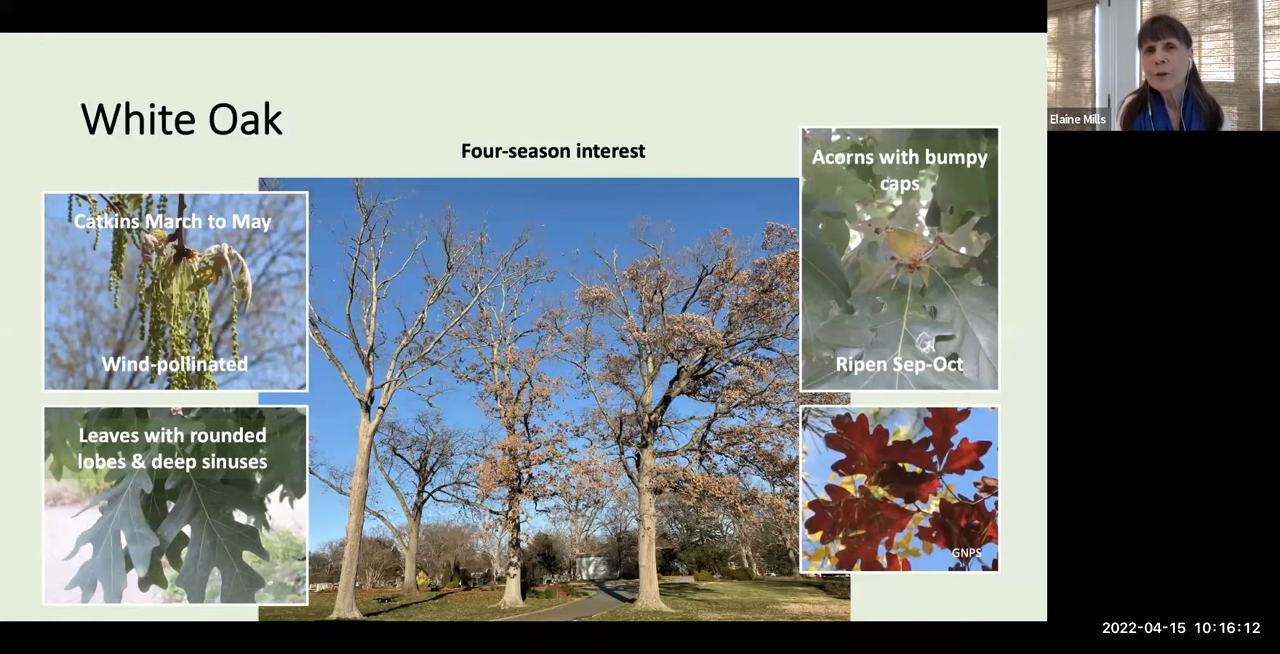 White Oak
Four-season interest
Catkins March to May
Wind-pollinated
Leaves with rounded
lobes & deep sinuses
Acorns with bumpy
caps
Ripen Sep-Oct
GNPS
Elaine Mills
2022-04-15 10:16:12